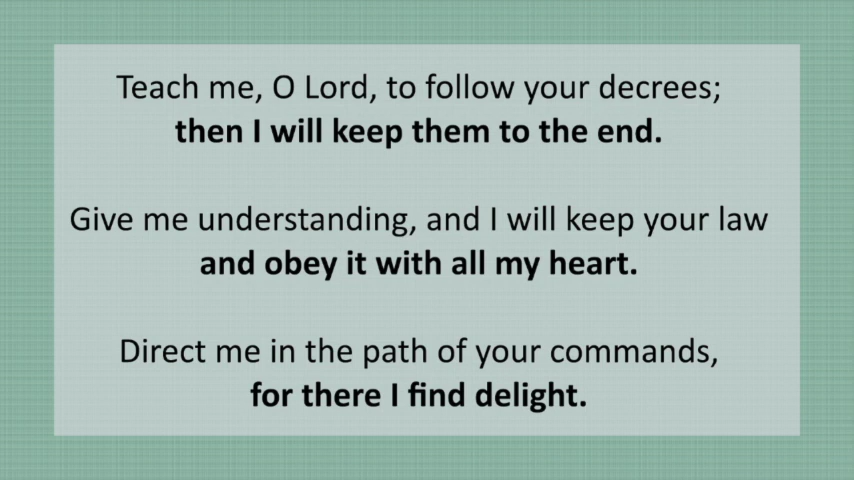 Teach me, O Lord, to follow your decrees;
then I will keep them to the end.
Give me understanding, and I will keep your law
and obey it with all my heart.
Direct me in the path of your commands,
for there I find delight.